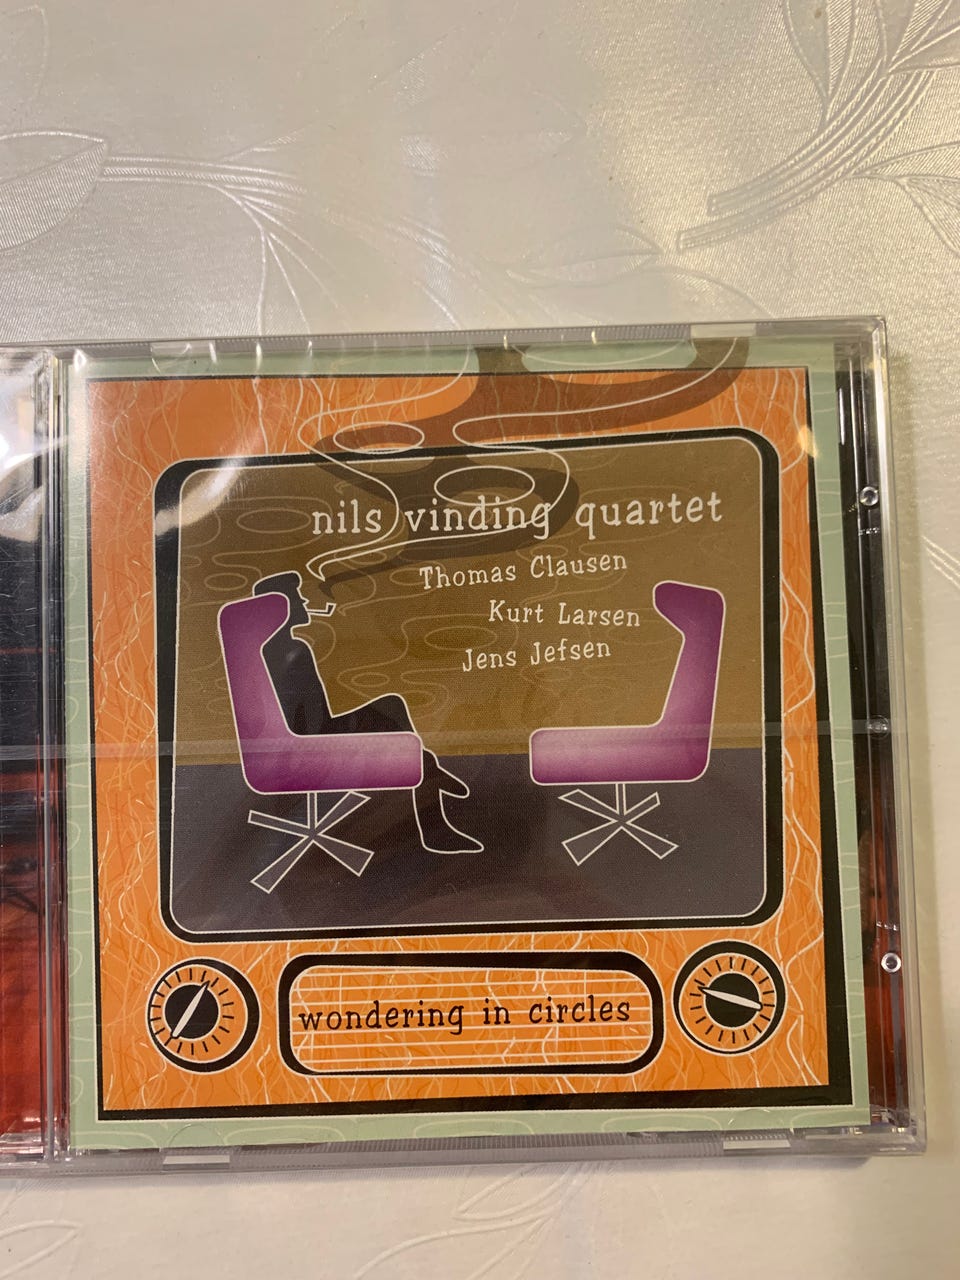 nils vinding quartet
Thomas Clausen
Kurt Larsen
Jens Jefsen
wondering in circles